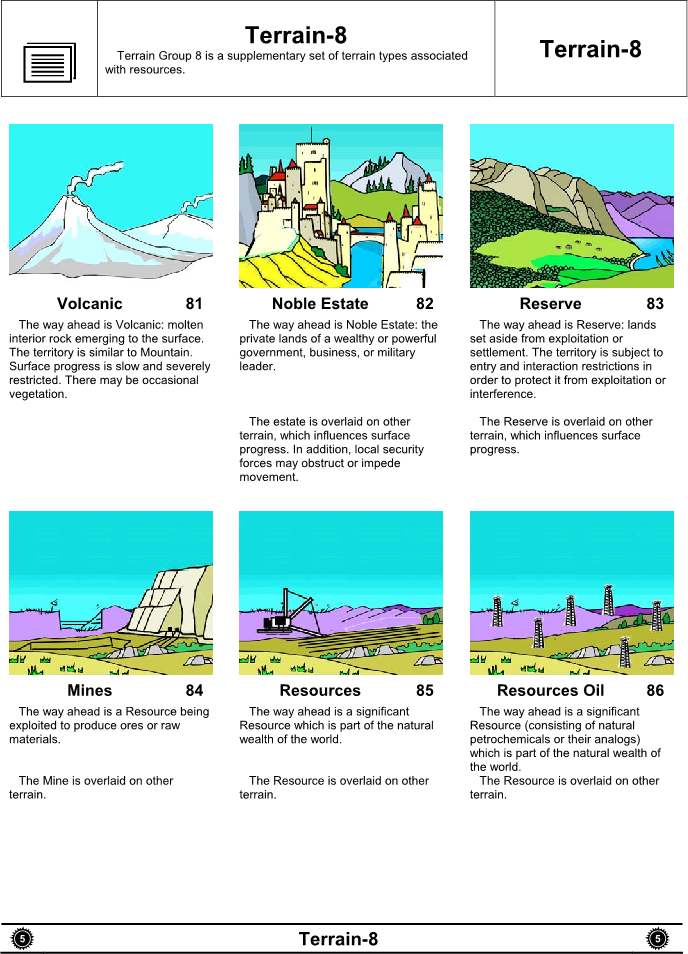 Terrain-8
Terrain Group 8 is a supplementary set of terrain types associated
with resources.
Terrain-8
Volcanic 81
The way ahead is Volcanic: molten
interior rock emerging to the surface.
The territory is similar to Mountain.
Surface progress is slow and severely
restricted. There may be occasional
vegetation.
Noble Estate 82
The way ahead is Noble Estate: the
private lands of a wealthy or powerful
government, business, or military
leader.
The estate is overlaid on other
terrain, which influences surface
progress. In addition, local security
forces may obstruct or impede
movement.
Reserve 83
The way ahead is Reserve: lands
set aside from exploitation or
settlement. The territory is subject to
entry and interaction restrictions in
order to protect it from exploitation or
interference.
The Reserve is overlaid on other
terrain, which influences surface
progress.
Mines 84
The way ahead is a Resource being
exploited to produce ores or raw
materials.
The Mine is overlaid on other
terrain.
Resources 85
The way ahead is a significant
Resource which is part of the natural
wealth of the world.
The Resource is overlaid on other
terrain.
Resources Oil 86
The way ahead is a significant
Resource (consisting of natural
petrochemicals or their analogs)
which is part of the natural wealth of
the world.
The Resource is overlaid on other
terrain.
5
Terrain-8
5